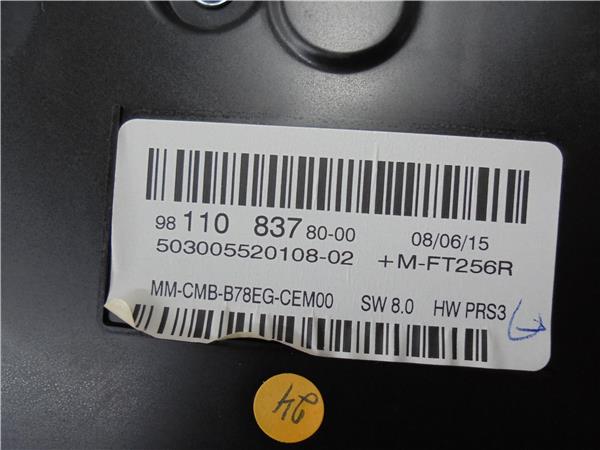 98 110 837 80-00 08/06/15
503005520108-02 +M-FT256R
MM-CMB-B78EG-CEM00 SW 8.0 HW PRS3
24